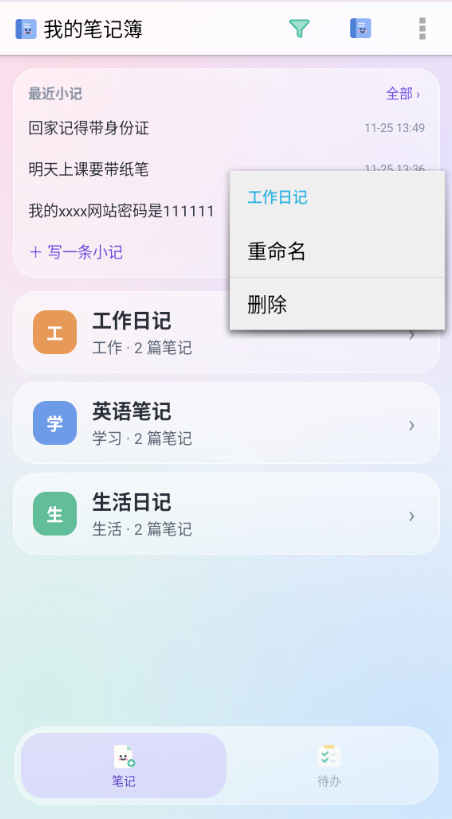 我的笔记簿
最近小记
全部 ›
回家记得带身份证
11-25 13:49
明天上课要带纸笔
11-25 13:36
我的xxxx网站密码是111111
＋ 写一条小记
工作日记
重命名
删除
工
工作日记
工作 · 2 篇笔记
学
英语笔记
学习 · 2 篇笔记
生
生活日记
生活 · 2 篇笔记
笔记
待办